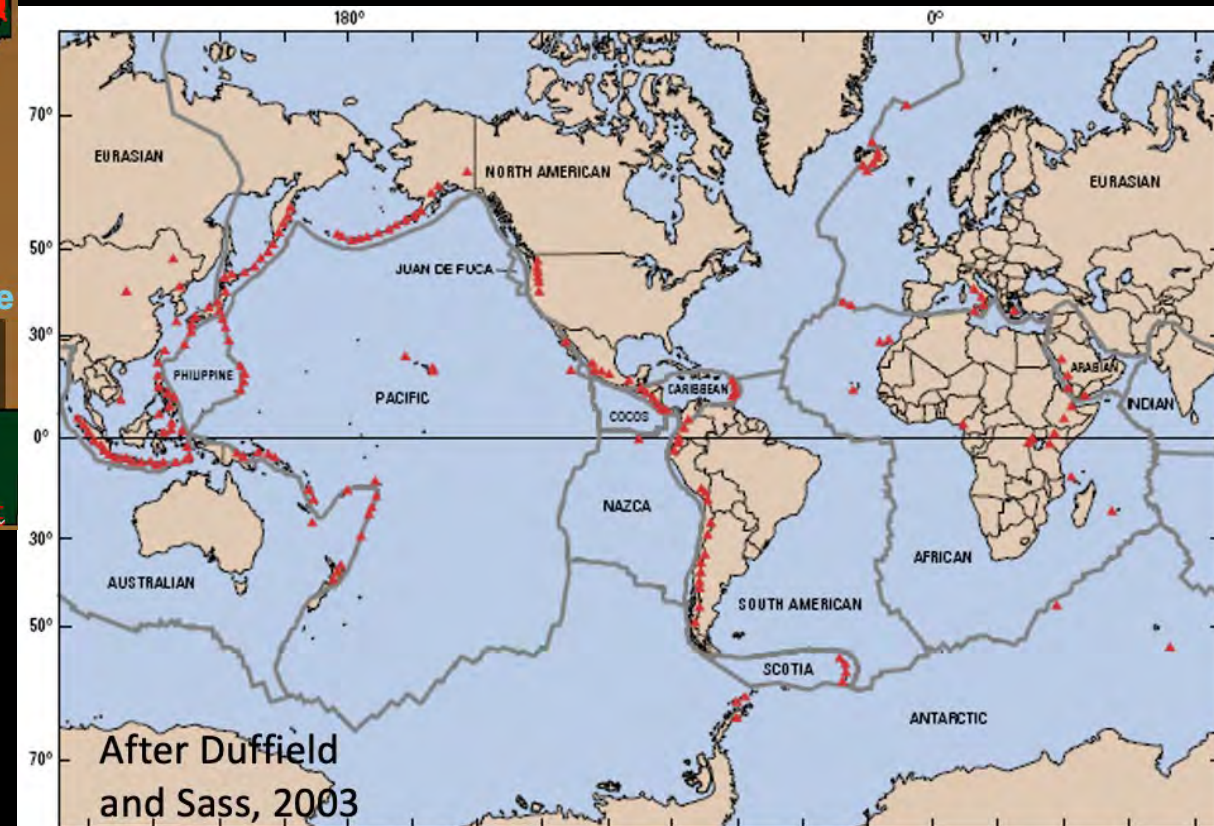 180°
0°
70°
50°
30°
0°
30°
50°
70°
EURASIAN
NORTH AMERICAN
EURASIAN
JUAN DE FUCA
PHILIPPINE
PACIFIC
COCOS
CARIBBEAN
ARABIAN
INDIAN
NAZCA
AUSTRALIAN
SOUTH AMERICAN
AFRICAN
SCOTIA
ANTARCTIC
After Duffield
and Sass, 2003
e